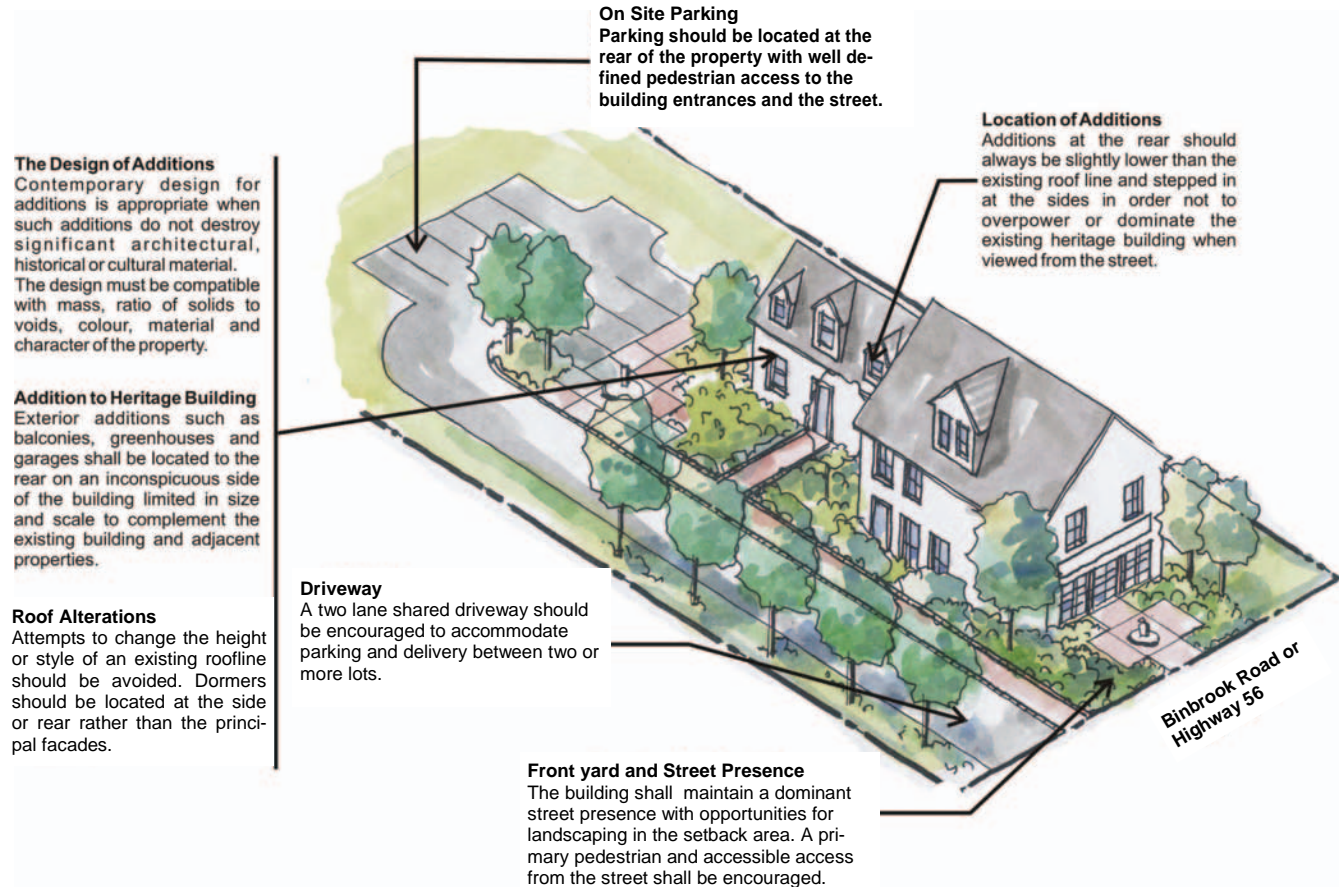 On Site Parking
Parking should be located at the
rear of the property with well de-
fined pedestrian access to the
building entrances and the street.
Location of Additions
Additions at the rear should
always be slightly lower than the
existing roof line and stepped in
at the sides in order not to
overpower or dominate the
existing heritage building when
viewed from the street.
The Design of Additions
Contemporary design for
additions is appropriate when
such additions do not destroy
significant architectural,
historical or cultural material.
The design must be compatible
with mass, ratio of solids to
voids, colour, material and
character of the property.
Addition to Heritage Building
Exterior additions such as
balconies, greenhouses and
garages shall be located to the
rear on an inconspicuous side
of the building limited in size
and scale to complement the
existing building and adjacent
properties.
Roof Alterations
Attempts to change the height
or style of an existing roofline
should be avoided. Dormers
should be located at the side
or rear rather than the princi-
pal facades.
Driveway
A two lane shared driveway should
be encouraged to accommodate
parking and delivery between two or
more lots.
Binbrook Road or
Highway 56
Front yard and Street Presence
The building shall maintain a dominant
street presence with opportunities for
landscaping in the setback area. A pri-
mary pedestrian and accessible access
from the street shall be encouraged.